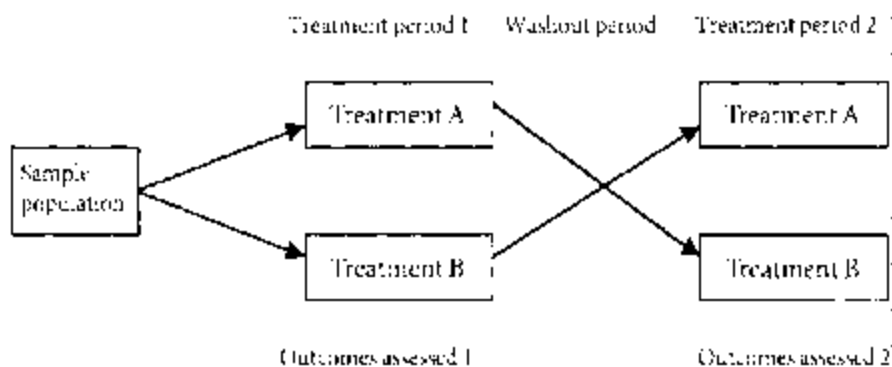 Treatment period 1 Washout period Treatment period 2
Treatment A Treatment A
Sample
population
Treatment B Treatment B
Outcomes assessed 1 Outcomes assessed 2